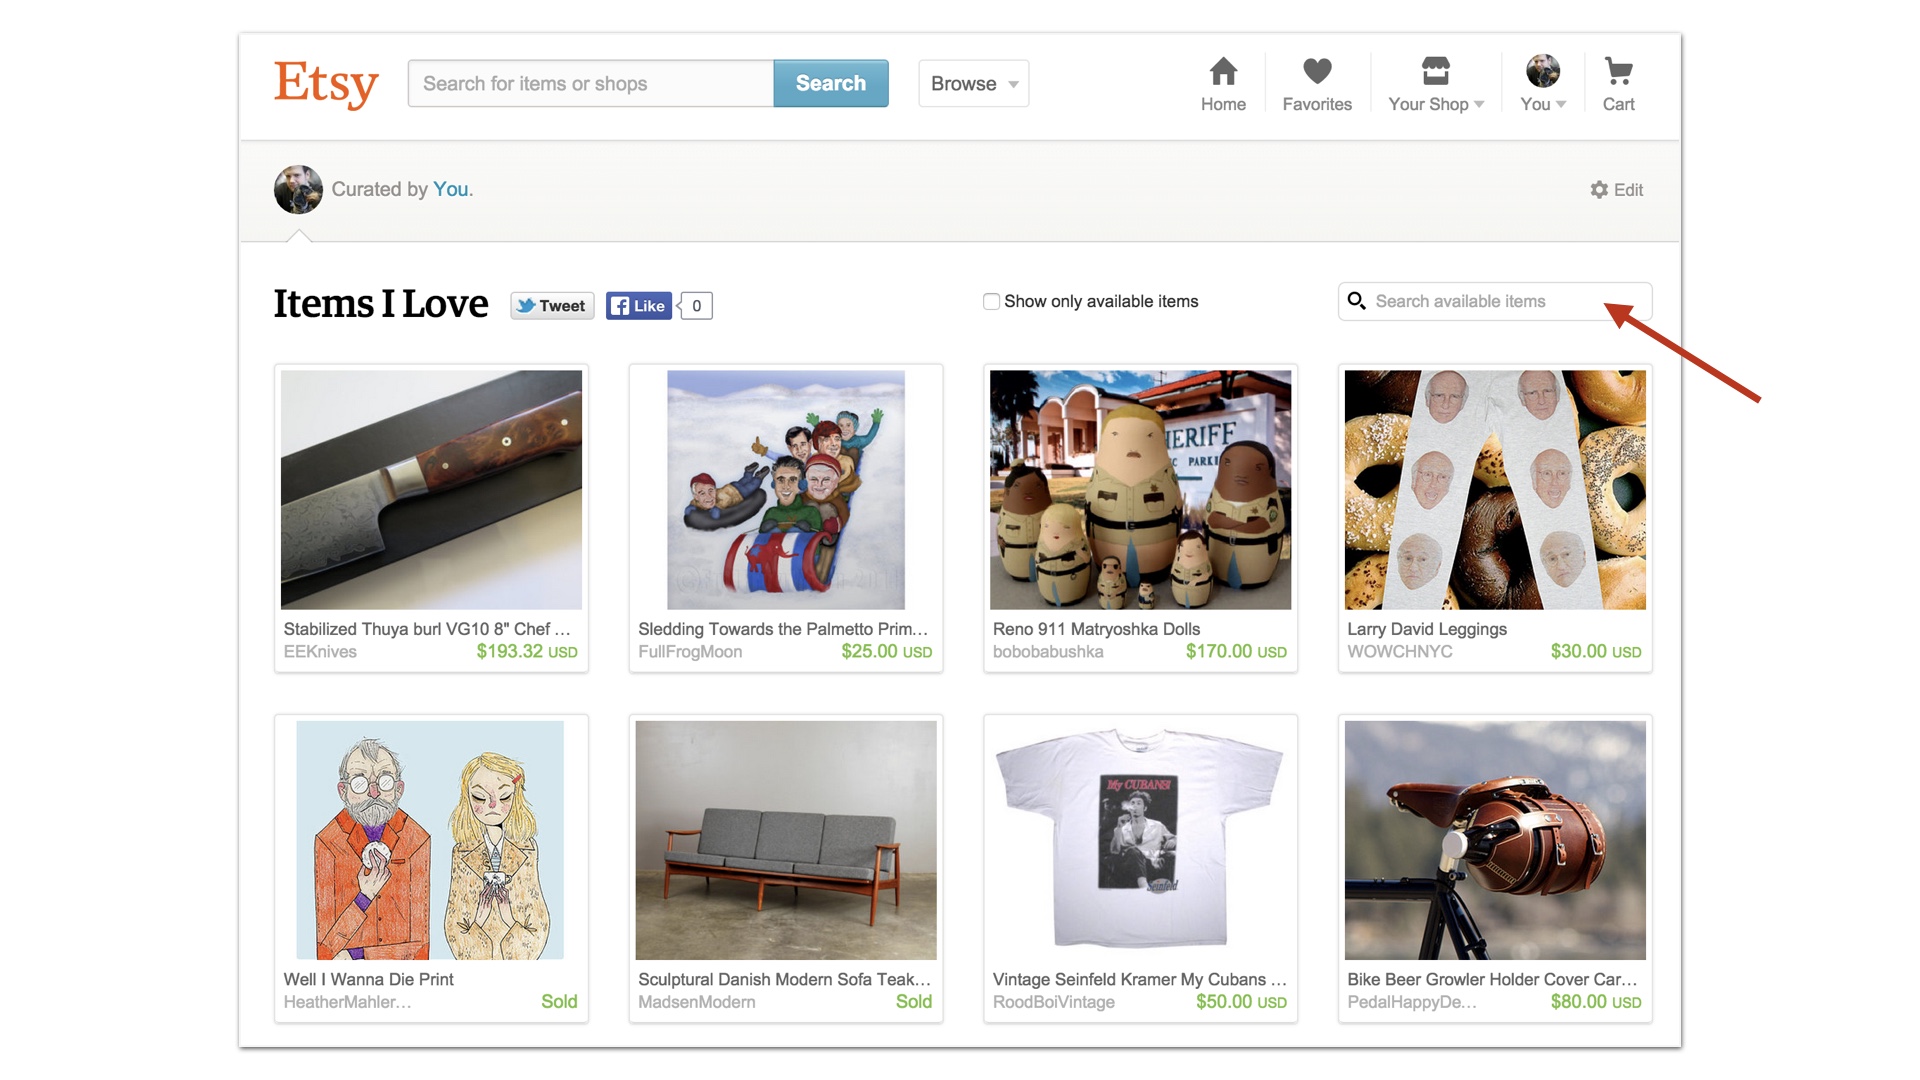 Etsy
Search for items or shops
Search
Browse
Home
Favorites
Your Shop
You
Cart
Curated by You.
Edit
Items I Love
Tweet
Like
0
Show only available items
Search available items
SHERIFF
PARKI
Stabilized Thuya burl VG10 8" Chef ...
EEKnives
$193.32 USD
Sledding Towards the Palmetto Prim...
FullFrogMoon
$25.00 USD
Reno 911 Matryoshka Dolls
bobobabushka
$170.00 USD
Larry David Leggings
WOWCHNYC
$30.00 USD
My CUBANS!
Seinfeld
Well I Wanna Die Print
HeatherMahler...
Sold
Sculptural Danish Modern Sofa Teak...
MadsenModern
Sold
Vintage Seinfeld Kramer My Cubans ...
RoodBoiVintage
$50.00 USD
Bike Beer Growler Holder Cover Car...
PedalHappyDe...
$80.00 USD